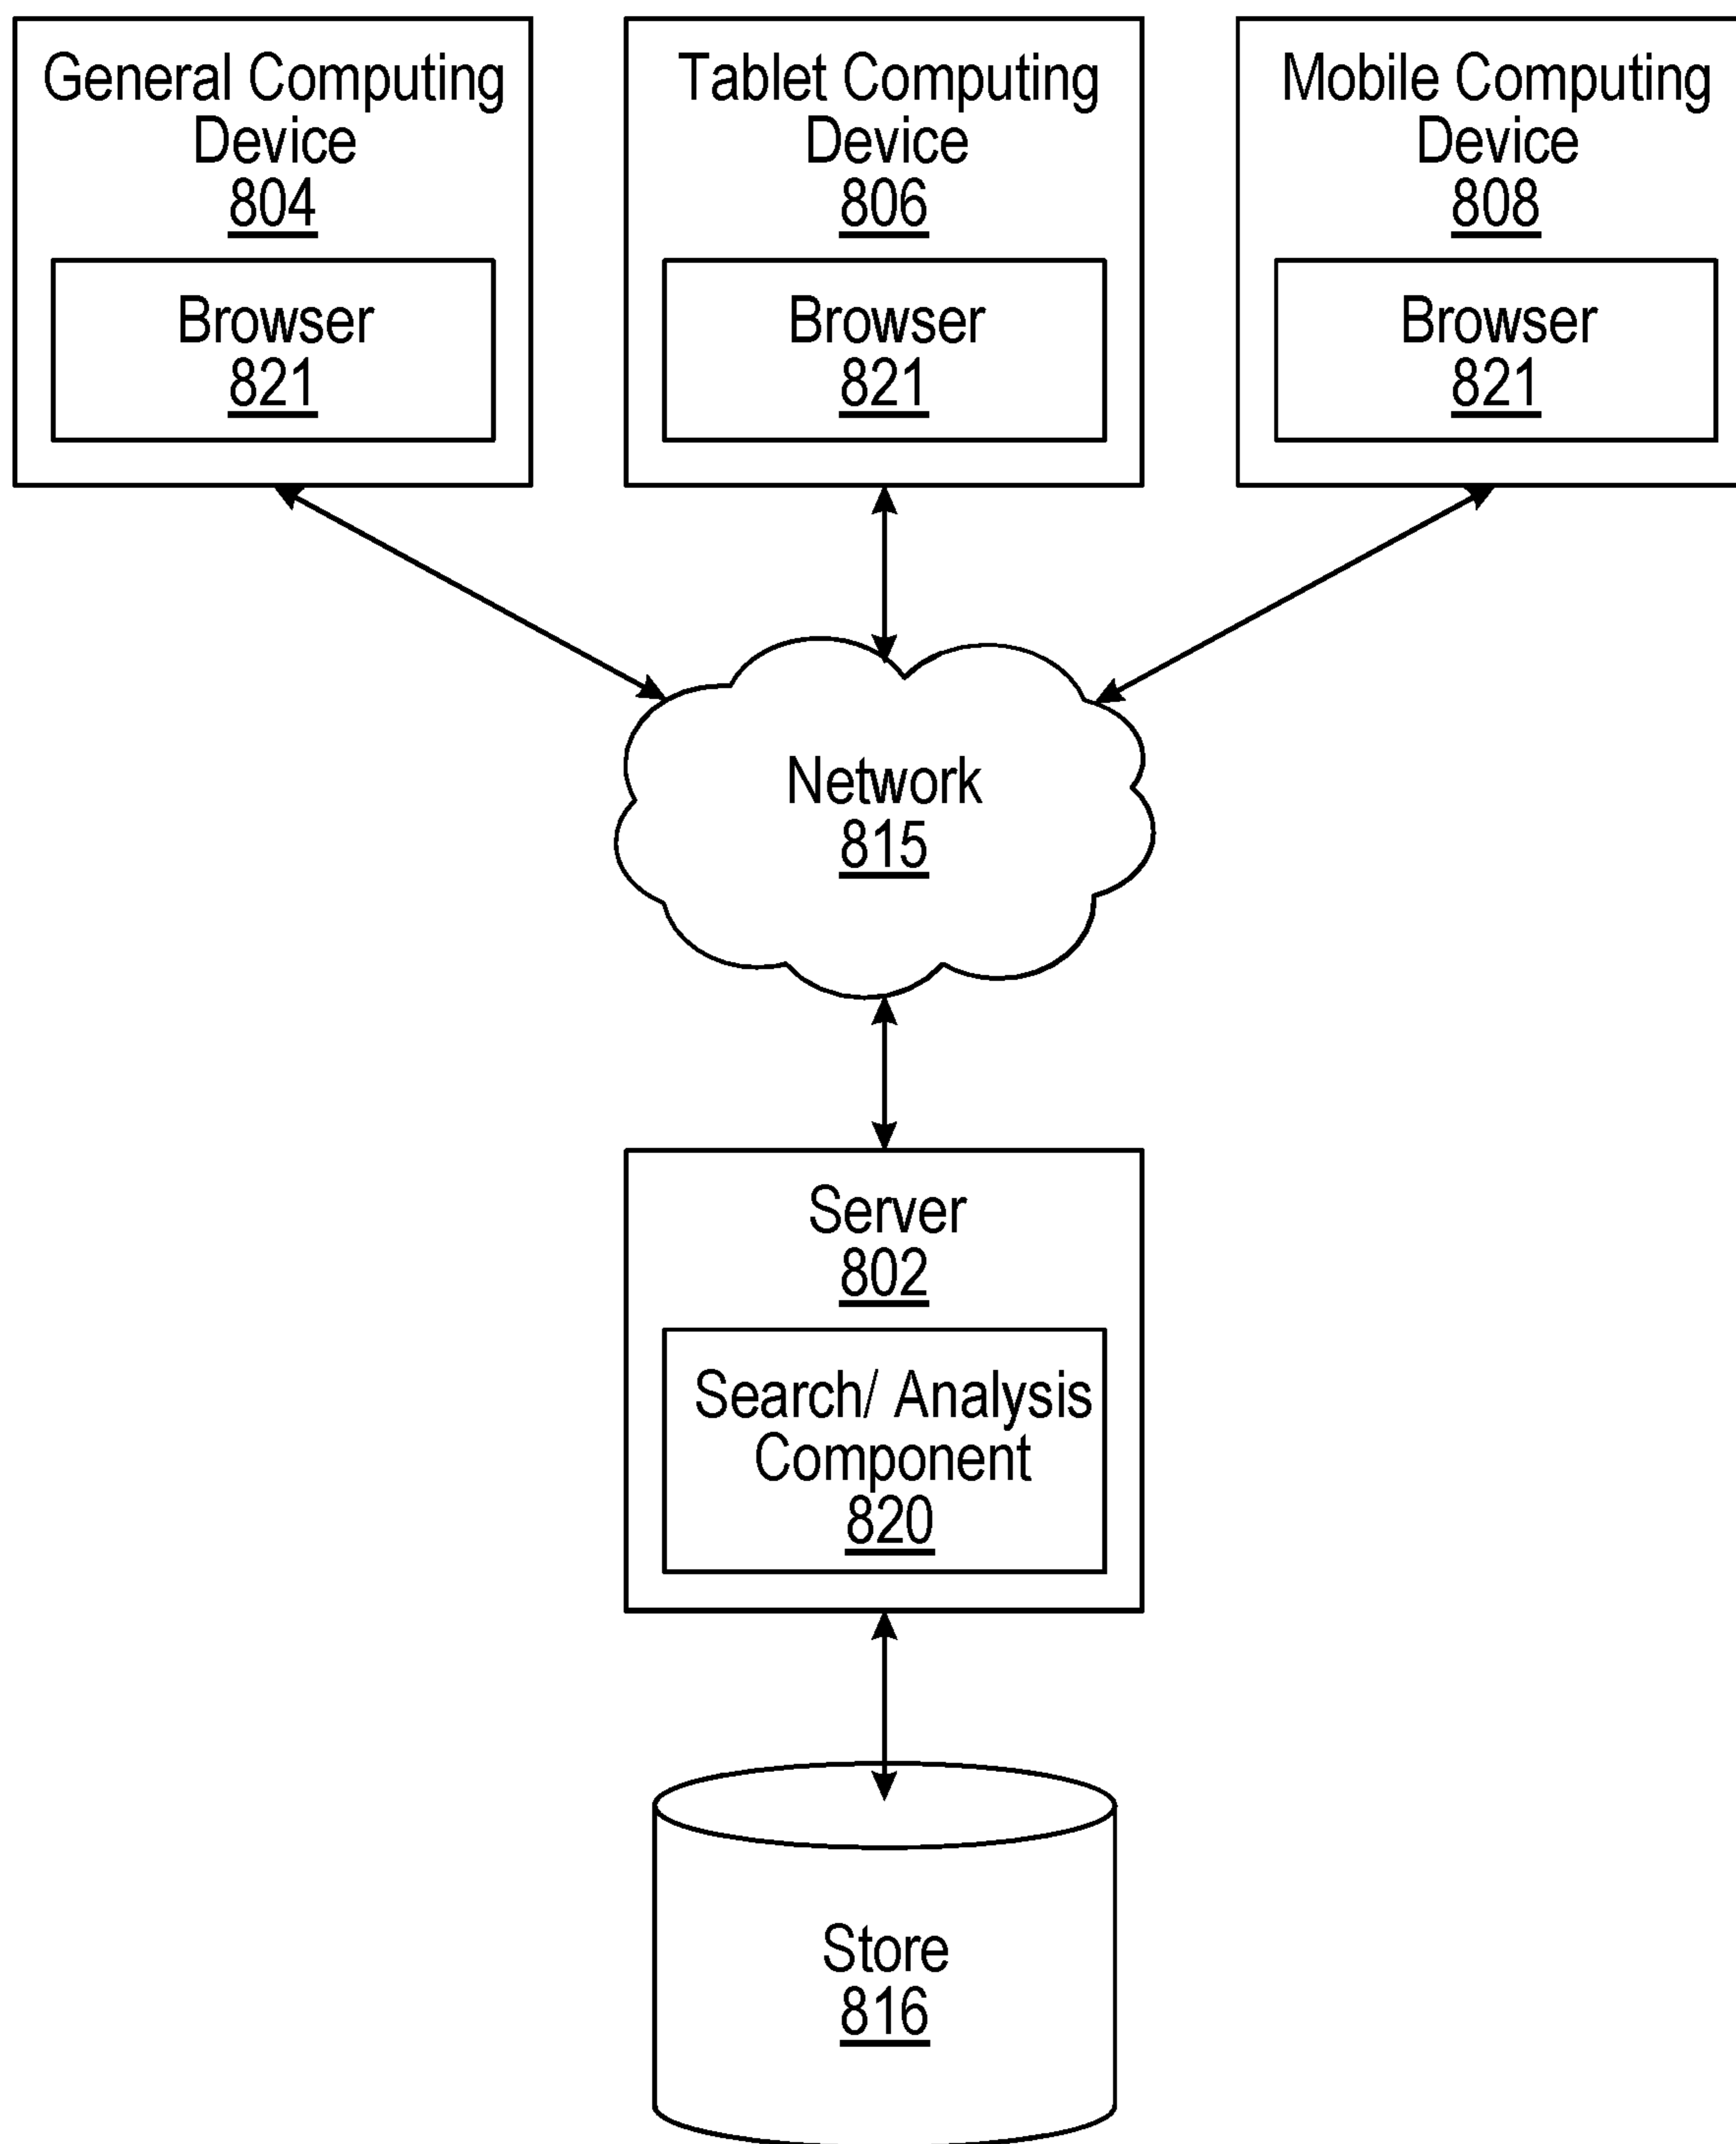 General Computing
Device
804
Browser
821
Tablet Computing
Device
806
Browser
821
Mobile Computing
Device
808
Browser
821
Network
815
Server
802
Search/ Analysis
Component
820
Store
816